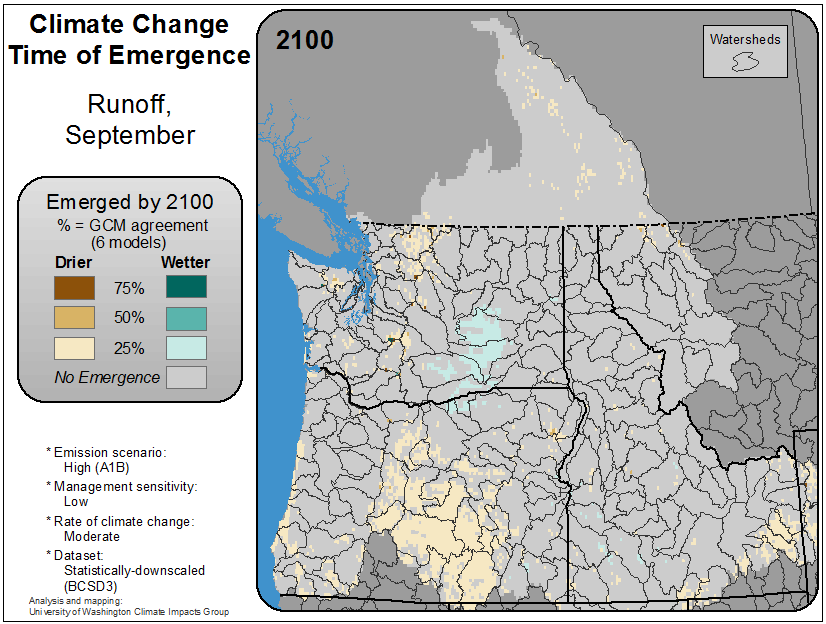 Climate Change
Time of Emergence
Runoff,
September
Emerged by 2100
% = GCM agreement
(6 models)
Drier Wetter
75%
50%
25%
No Emergence
* Emission scenario:
High (A1B)
* Management sensitivity:
Low
* Rate of climate change:
Moderate
* Dataset:
Statistically-downscaled
(BCSD3)
Analysis and mapping:
University of Washington Climate Impacts Group
2100
Watersheds